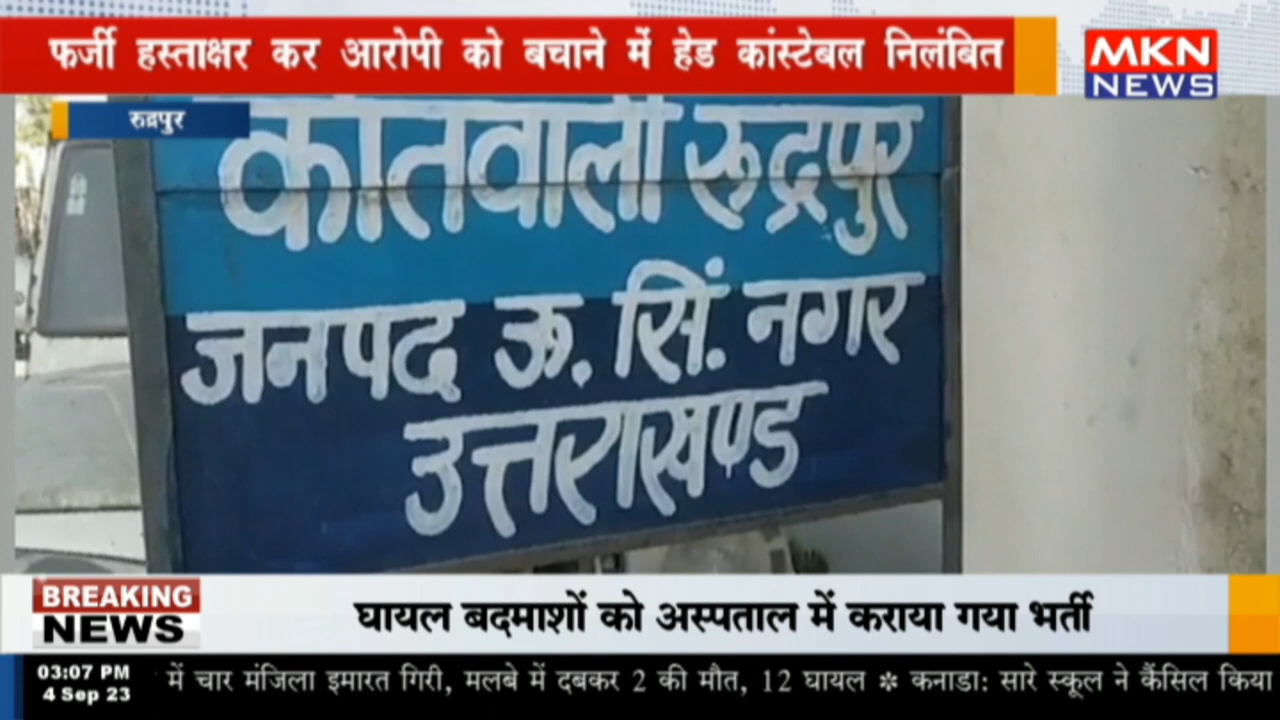 फर्जी हस्ताक्षर कर आरोपी को बचाने में हेड कांस्टेबल निलंबित
MKN
NEWS
रुद्रपुर
कोतवाली रूद्रपुर
जनपद ऊ. सिं. नगर
उत्तराखण्ड
BREAKING
NEWS
घायल बदमाशों को अस्पताल में कराया गया भर्ती
03:07 PM
4 Sep 23
में चार मंजिला इमारत गिरी, मलबे में दबकर 2 की मौत, 12 घायल * कनाडा: सारे स्कूल ने कैंसिल किया